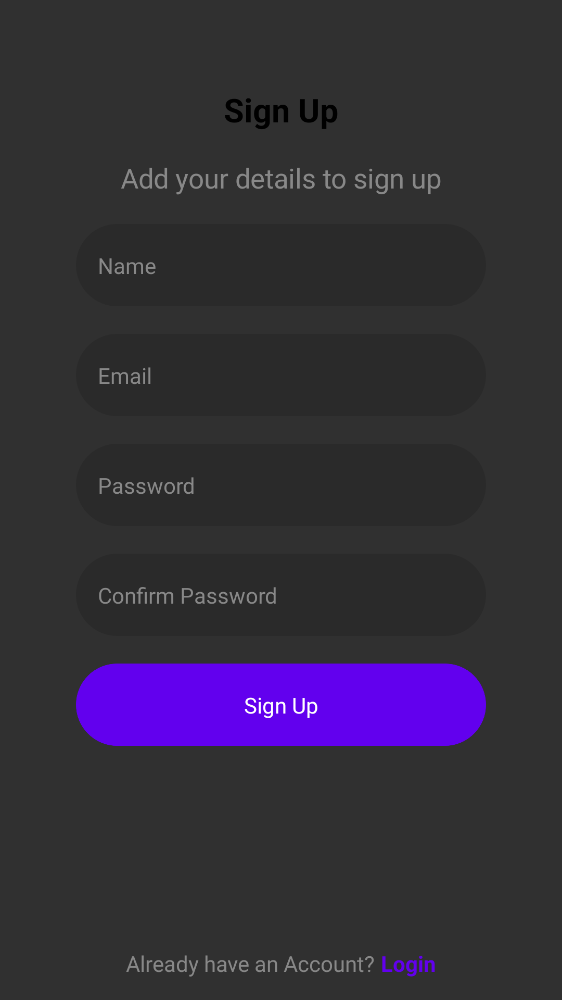 Sign Up
Add your details to sign up
Name
Email
Password
Confirm Password
Sign Up
Already have an Account? Login